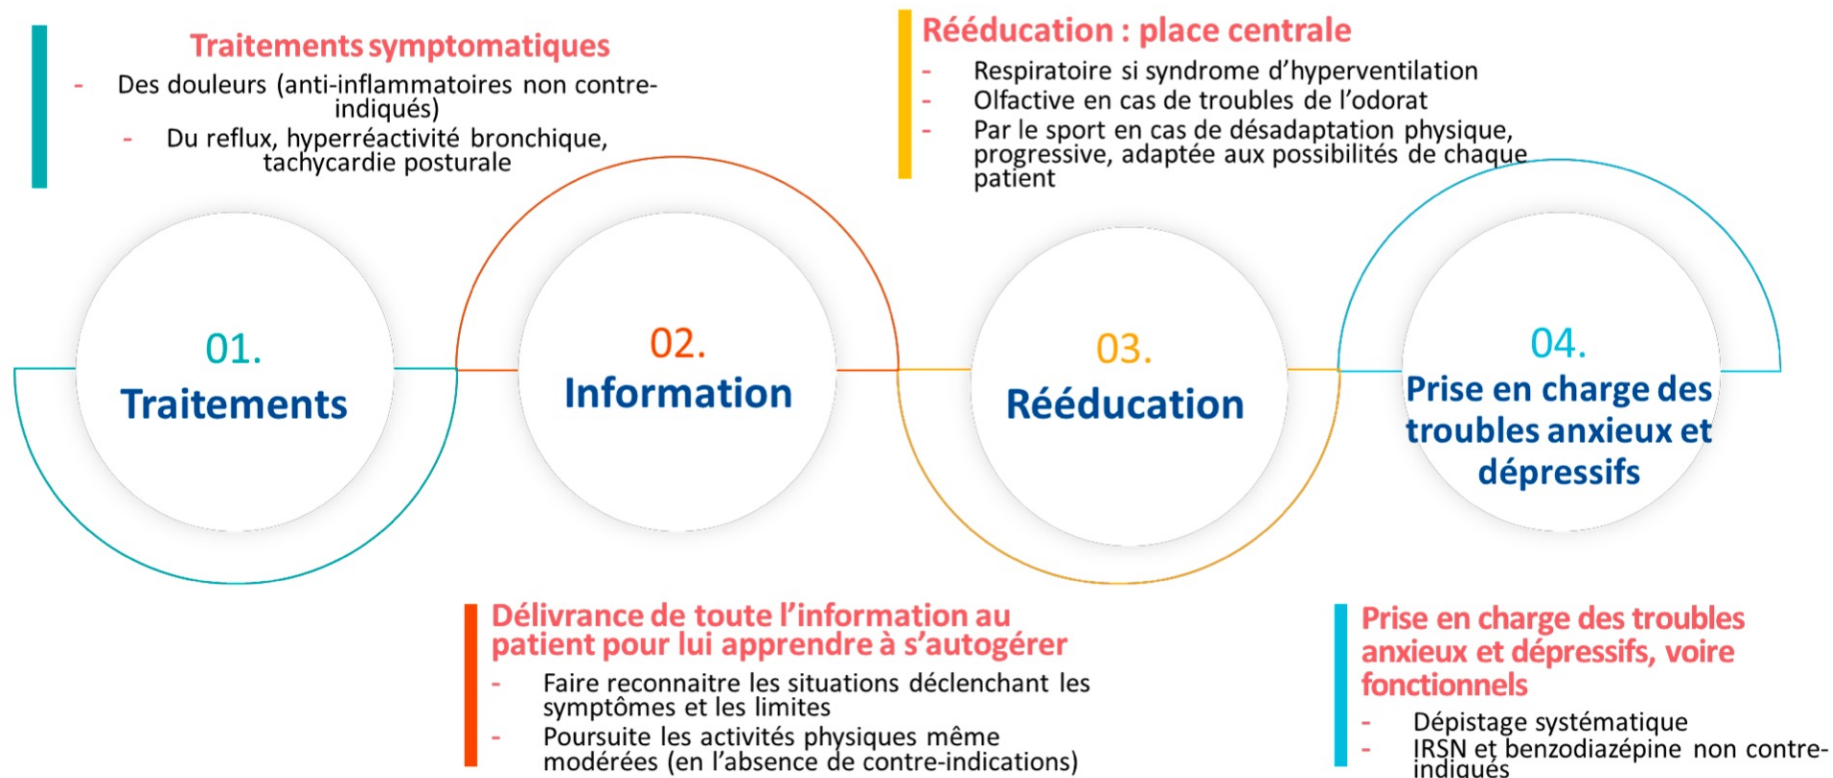 Traitements symptomatiques
- Des douleurs (anti-inflammatoires non contre-
indiqués)
- Du reflux, hyperréactivité bronchique,
tachycardie posturale
Rééducation : place centrale
- Respiratoire si syndrome d’hyperventilation
- Olfactive en cas de troubles de l’odorat
- Par le sport en cas de désadaptation physique,
progressive, adaptée aux possibilités de chaque
patient
01.
Traitements
02.
Information
03.
Rééducation
04.
Prise en charge des
troubles anxieux et
dépressifs
Délivrance de toute l’information au
patient pour lui apprendre à s’autogérer
- Faire reconnaitre les situations déclenchant les
symptômes et les limites
- Poursuite les activités physiques même
modérées (en l’absence de contre-indications)
Prise en charge des troubles
anxieux et dépressifs, voire
fonctionnels
- Dépistage systématique
- IRSN et benzodiazépine non contre-
indiqués